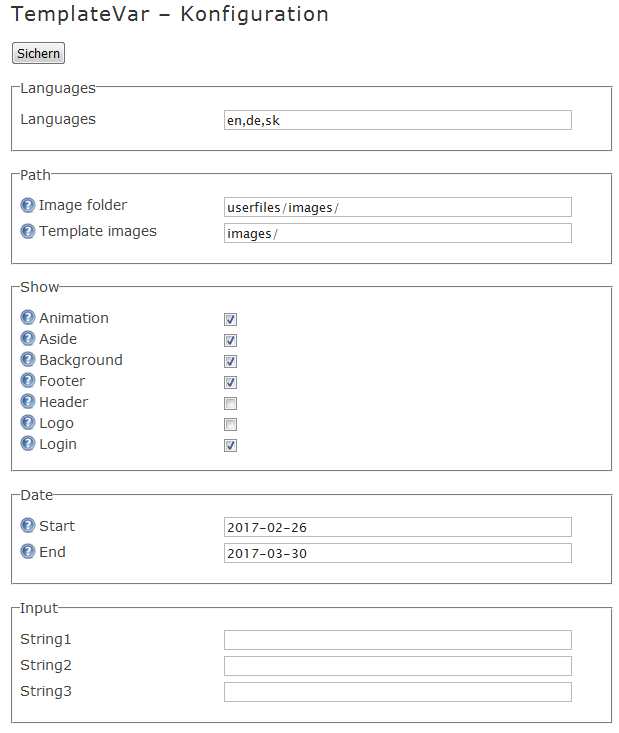 TemplateVar – Konfiguration
Sichern
Languages
Languages en,de,sk
Path
Image folder userfiles/images/
Template images images/
Show
Animation
Aside
Background
Footer
Header
Logo
Login
Date
Start 2017-02-26
End 2017-03-30
Input
String1
String2
String3